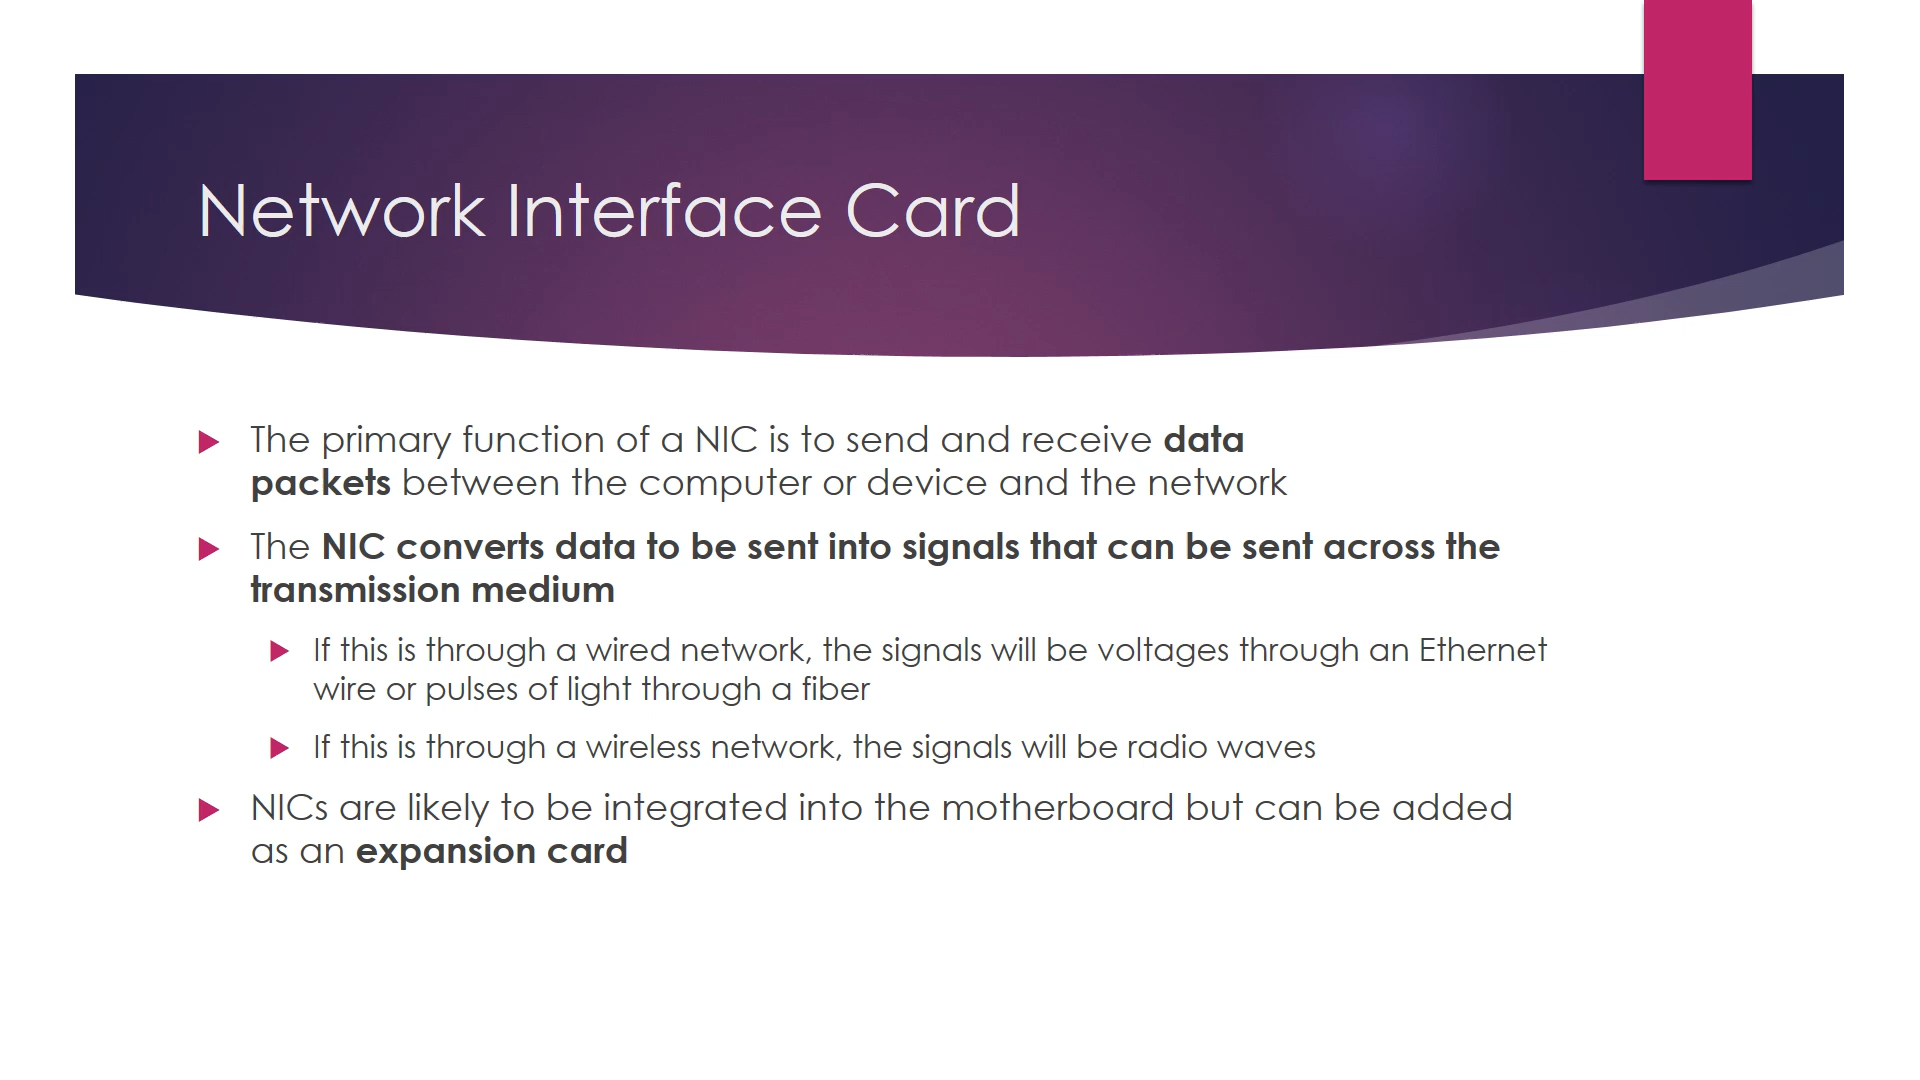 Network Interface Card
The primary function of a NIC is to send and receive data
packets between the computer or device and the network
The NIC converts data to be sent into signals that can be sent across the
transmission medium
If this is through a wired network, the signals will be voltages through an Ethernet
wire or pulses of light through a fiber
If this is through a wireless network, the signals will be radio waves
NICs are likely to be integrated into the motherboard but can be added
as an expansion card